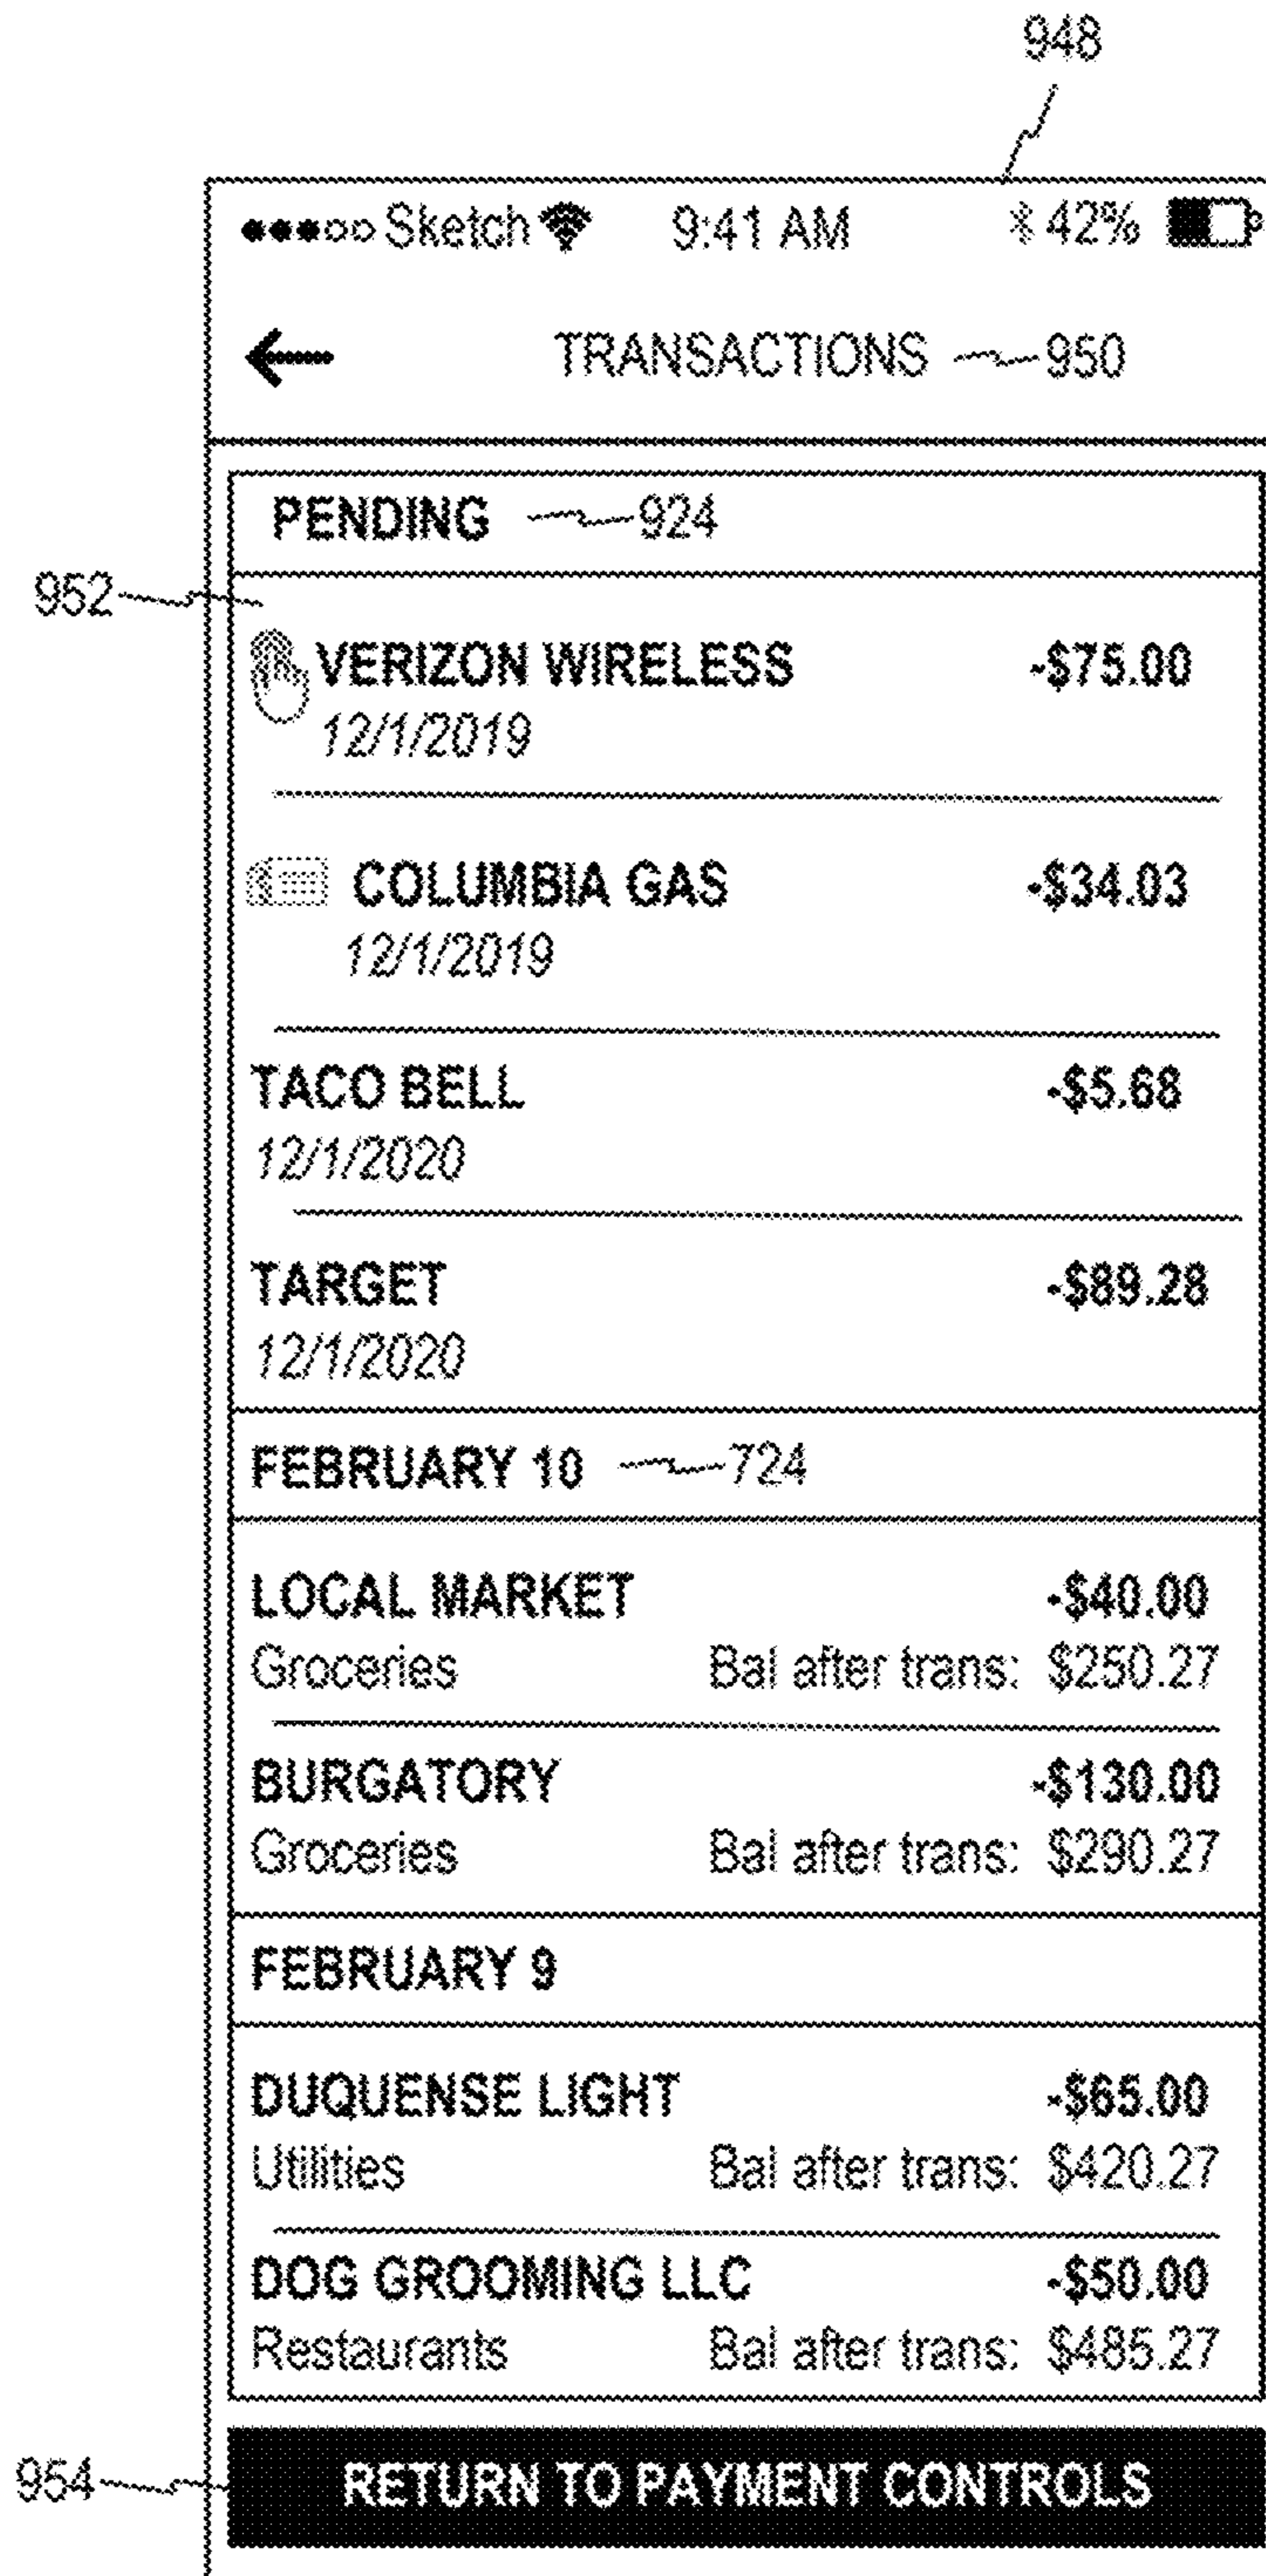 948
Sketch 9:41 AM 42%
TRANSACTIONS 950
PENDING 924
952
VERIZON WIRELESS -$75.00
12/1/2019
COLUMBIA GAS -$34.03
12/1/2019
TACO BELL -$5.68
12/1/2020
TARGET -$89.28
12/1/2020
FEBRUARY 10 724
LOCAL MARKET -$40.00
Groceries Bal after trans: $250.27
BURGATORY -$130.00
Groceries Bal after trans: $290.27
FEBRUARY 9
DUQUENSE LIGHT -$65.00
Utilities Bal after trans: $420.27
DOG GROOMING LLC -$50.00
Restaurants Bal after trans: $485.27
954 RETURN TO PAYMENT CONTROLS